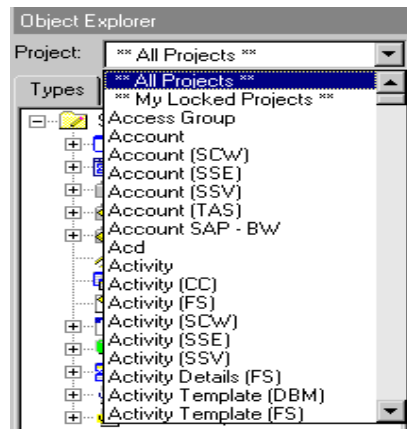 Object Explorer
Project: ** All Projects **
Types
** All Projects **
** My Locked Projects **
Access Group
Account
Account (SCW)
Account (SSE)
Account (SSV)
Account (TAS)
Account SAP - BW
Acd
Activity
Activity (CC)
Activity (FS)
Activity (SCW)
Activity (SSE)
Activity (SSV)
Activity Details (FS)
Activity Template (DBM)
Activity Template (FS)